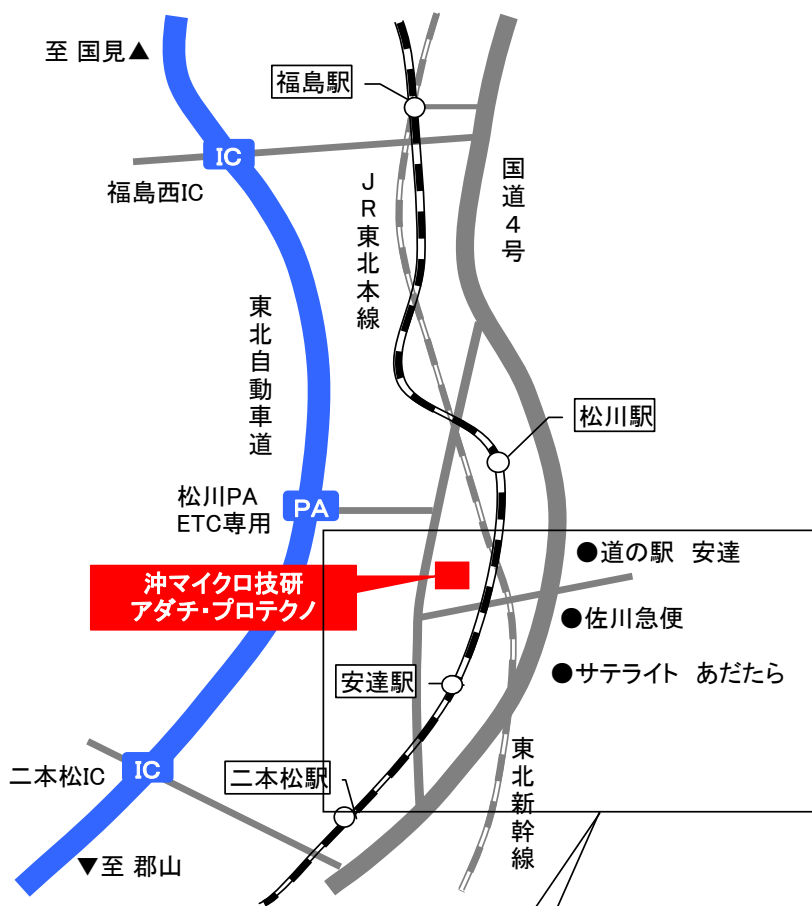 至 国見▲
福島駅
IC
福島西IC
JR東北本線
国道4号
東北自動車道
松川駅
松川PA
ETC専用
PA
●道の駅 安達
沖マイクロ技研
アダチ・プロテクノ
●佐川急便
安達駅
●サテライト あだたら
IC
二本松IC
二本松駅
東北新幹線
▼至 郡山